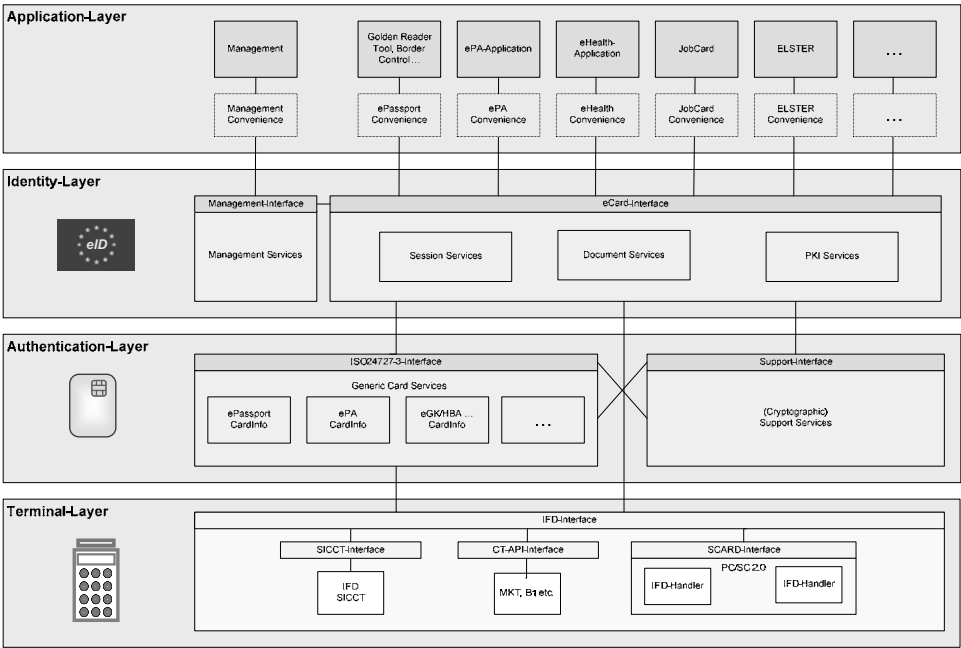 Application-Layer
Management
Golden Reader
Tool, Border
Control...
ePA-Application
eHealth-
Application
JobCard
ELSTER
...
Management
Convenience
ePassport
Convenience
ePA
Convenience
eHealth
Convenience
JobCard
Convenience
ELSTER
Convenience
...
Identity-Layer
eID
Management-Interface
eCard-Interface
Management Services
Session Services
Document Services
PKI Services
Authentication-Layer
ISO24727-3-Interface
Support-Interface
Generic Card Services
ePassport
CardInfo
ePA
CardInfo
eGK/HBA ...
CardInfo
...
(Cryptographic)
Support Services
Terminal-Layer
IFD-Interface
SICCT-Interface
CT-API-Interface
SCARD-Interface
PC/SC 2.0
IFD
SICCT
MKT, B1 etc.
IFD-Handler
IFD-Handler